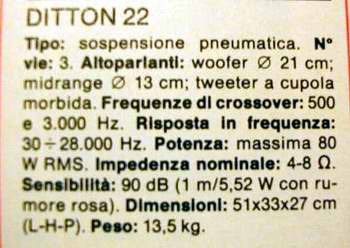 DITTON 22
Tipo: sospensione pneumatica. N°
vie: 3. Altoparlanti: woofer Ø 21 cm;
midrange Ø 13 cm; tweeter a cupola
morbida. Frequenze di crossover: 500
e 3.000 Hz. Risposta in frequenza:
30÷28.000 Hz. Potenza: massima 80
W RMS. Impedenza nominale: 4-8 Ω.
Sensibilità: 90 dB (1 m/5,52 W con ru-
more rosa). Dimensioni: 51x33x27 cm
(L-H-P). Peso: 13,5 kg.